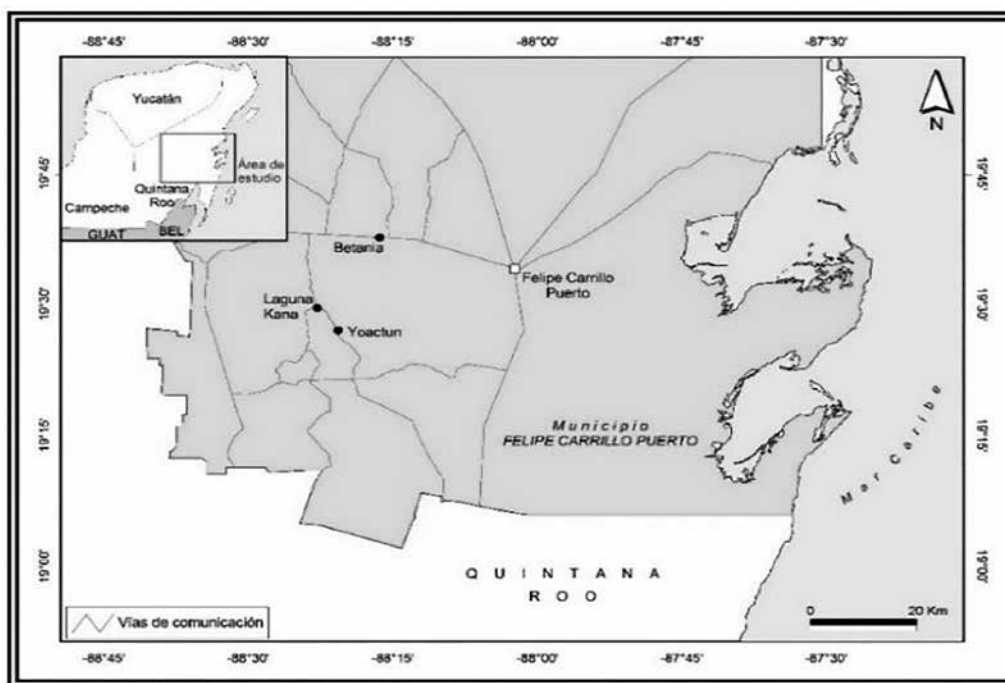 -88°45'
-88°30'
-88°15'
-88°00'
-87°45'
-87°30'
Yucatán
Área de
estudio
Quintana
Roo
Campeche
GUAT
BEL
N
19°45'
19°45'
Betania
Felipe Carrillo
Puerto
Laguna
Kana
Yoactun
19°30'
19°30'
Municipio
FELIPE CARRILLO PUERTO
19°15'
19°15'
Mar Caribe
19°00'
19°00'
QUINTANA
ROO
0
20 Km
Vías de comunicación
-88°45'
-88°30'
-88°15'
-88°00'
-87°45'
-87°30'